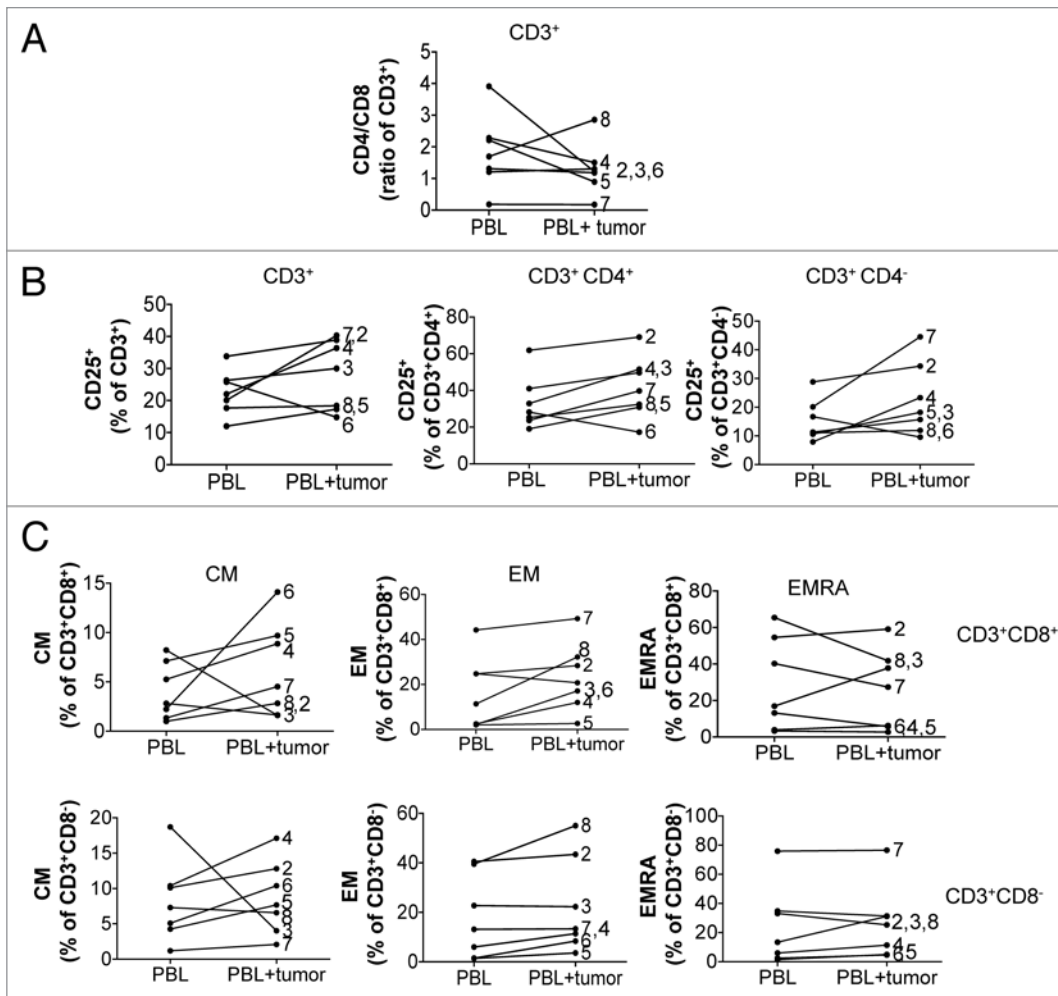 A
CD3⁺
CD4/CD8
(ratio of CD3⁺)
5
4
3
2
1
0
8
4
2,3,6
5
7
PBL
PBL+ tumor
B
CD3⁺
CD25⁺
(% of CD3⁺)
50
40
30
20
10
0
7,2
4
3
8,5
6
PBL
PBL+tumor
CD3⁺ CD4⁺
CD25⁺
(% of CD3⁺CD4⁺)
80
60
40
20
0
2
4,3
7
8,5
6
PBL
PBL+tumor
CD3⁺ CD4⁻
CD25⁺
(% of CD3⁺CD4⁻)
50
40
30
20
10
0
7
2
4
5,3
8,6
PBL
PBL+tumor
C
CM
CM
(% of CD3⁺CD8⁺)
15
10
5
0
6
5
4
7
8,2
3
PBL
PBL+tumor
EM
EM
(% of CD3⁺CD8⁺)
60
40
20
0
7
8
2
3,6
4
5
PBL
PBL+tumor
EMRA
EMRA
(% of CD3⁺CD8⁺)
80
60
40
20
0
2
8,3
7
64,5
PBL
PBL+tumor
CD3⁺CD8⁺
CM
(% of CD3⁺CD8⁻)
20
15
10
5
0
4
2
6
5
8
8
3
7
PBL
PBL+tumor
EM
(% of CD3⁺CD8⁻)
60
40
20
0
8
2
3
7,4
6
5
PBL
PBL+tumor
EMRA
(% of CD3⁺CD8⁻)
100
80
60
40
20
0
7
2,3,8
4
65
PBL
PBL+tumor
CD3⁺CD8⁻